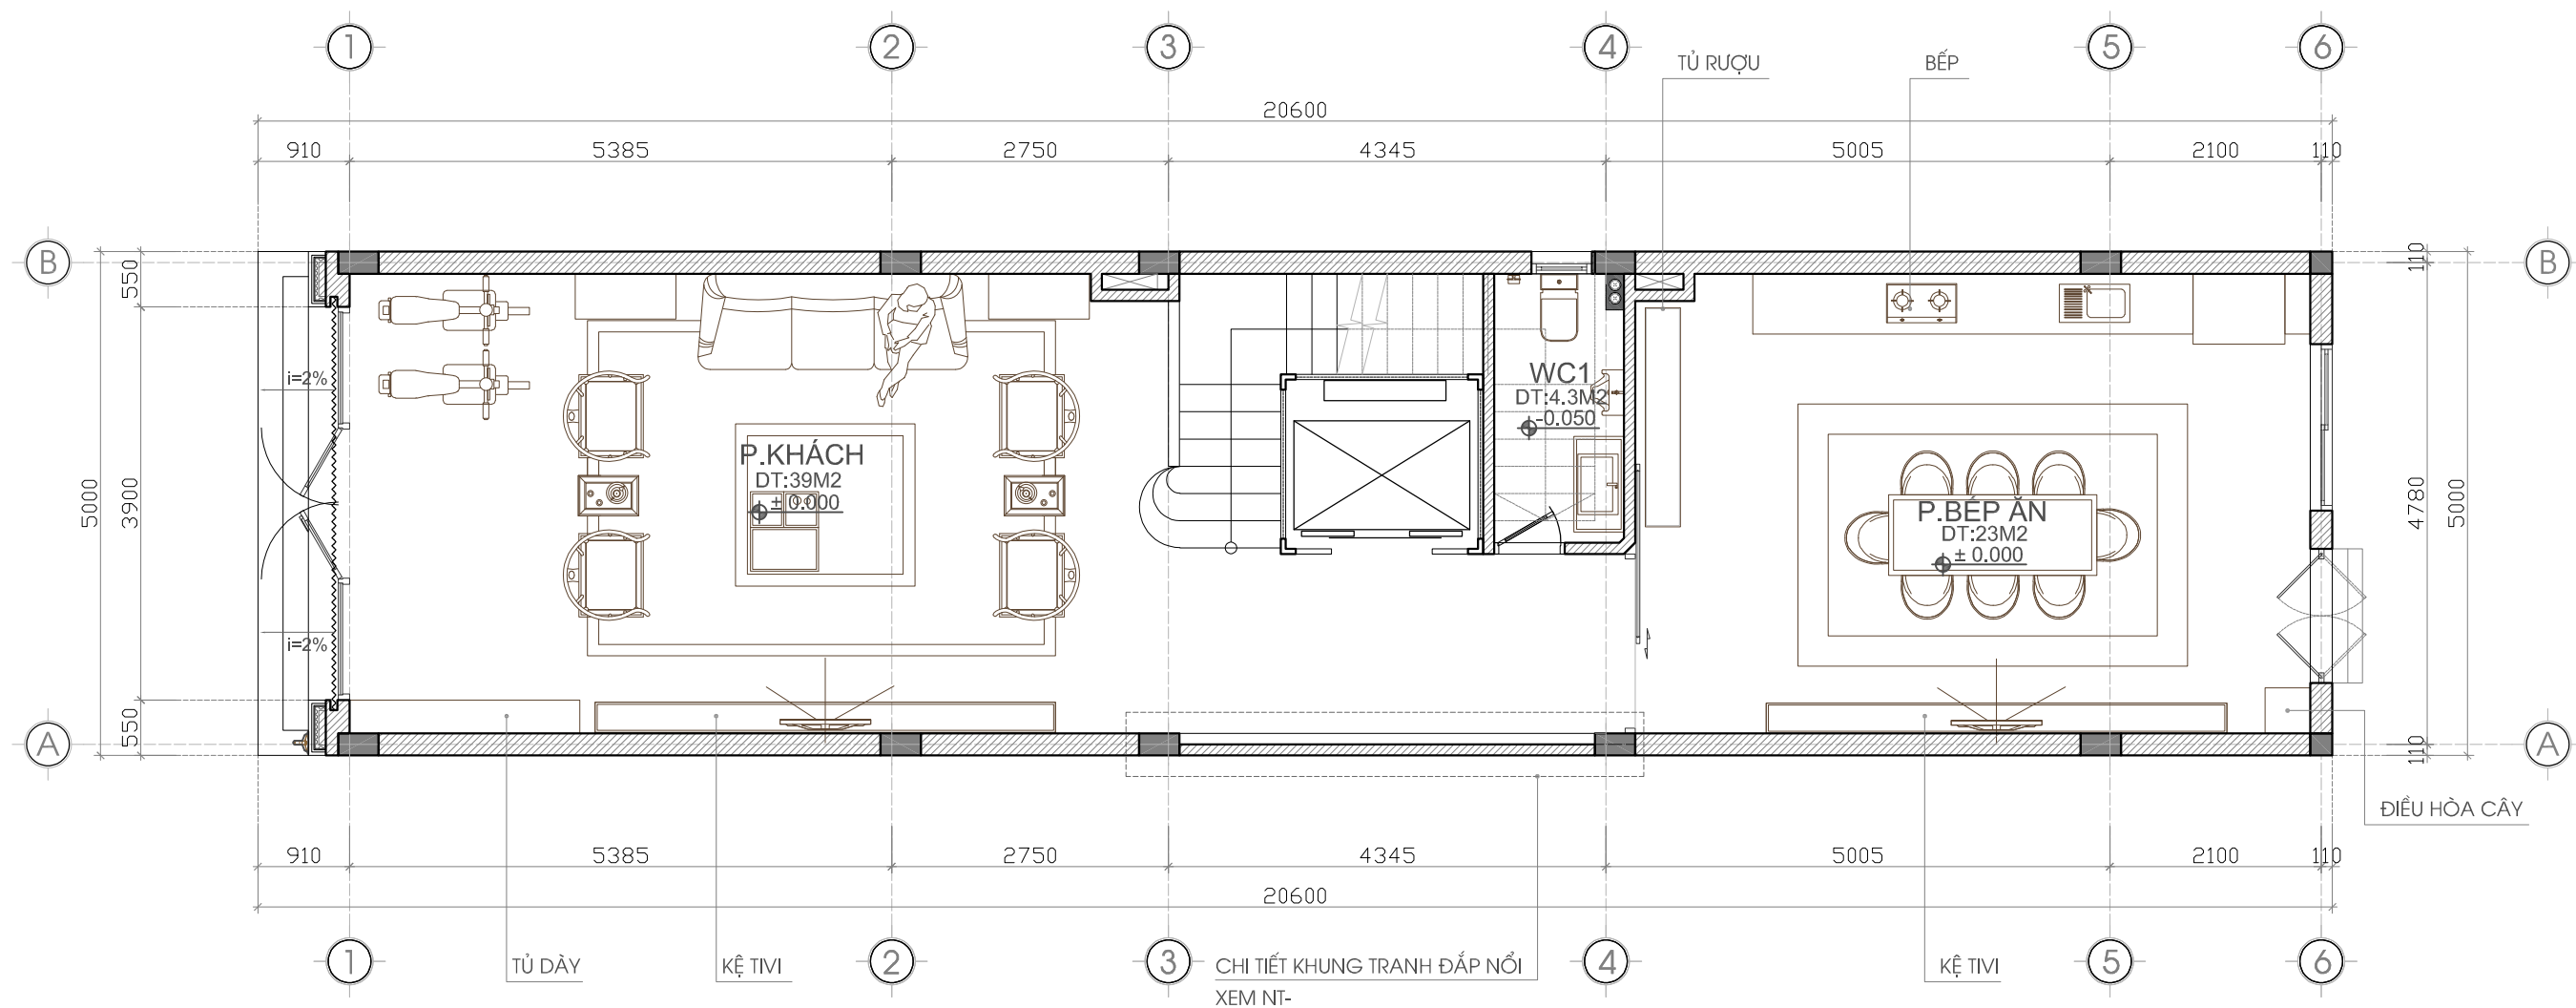 1 2 3 4 5 6
TỦ RƯỢU BẾP
20600
910 5385 2750 4345 5005 2100 110
B B
550 110
i=2%
WC1
DT:4.3M2
-0.050
P.KHÁCH
DT:39M2
± 0.000
5000 3900 4780 5000
P.BẾP ĂN
DT:23M2
± 0.000
i=2%
550 110
A A
ĐIỀU HÒA CÂY
910 5385 2750 4345 5005 2100 110
20600
1 2 3 4 5 6
TỦ DÀY KỆ TIVI CHI TIẾT KHUNG TRANH ĐẮP NỔI KỆ TIVI
XEM NT-